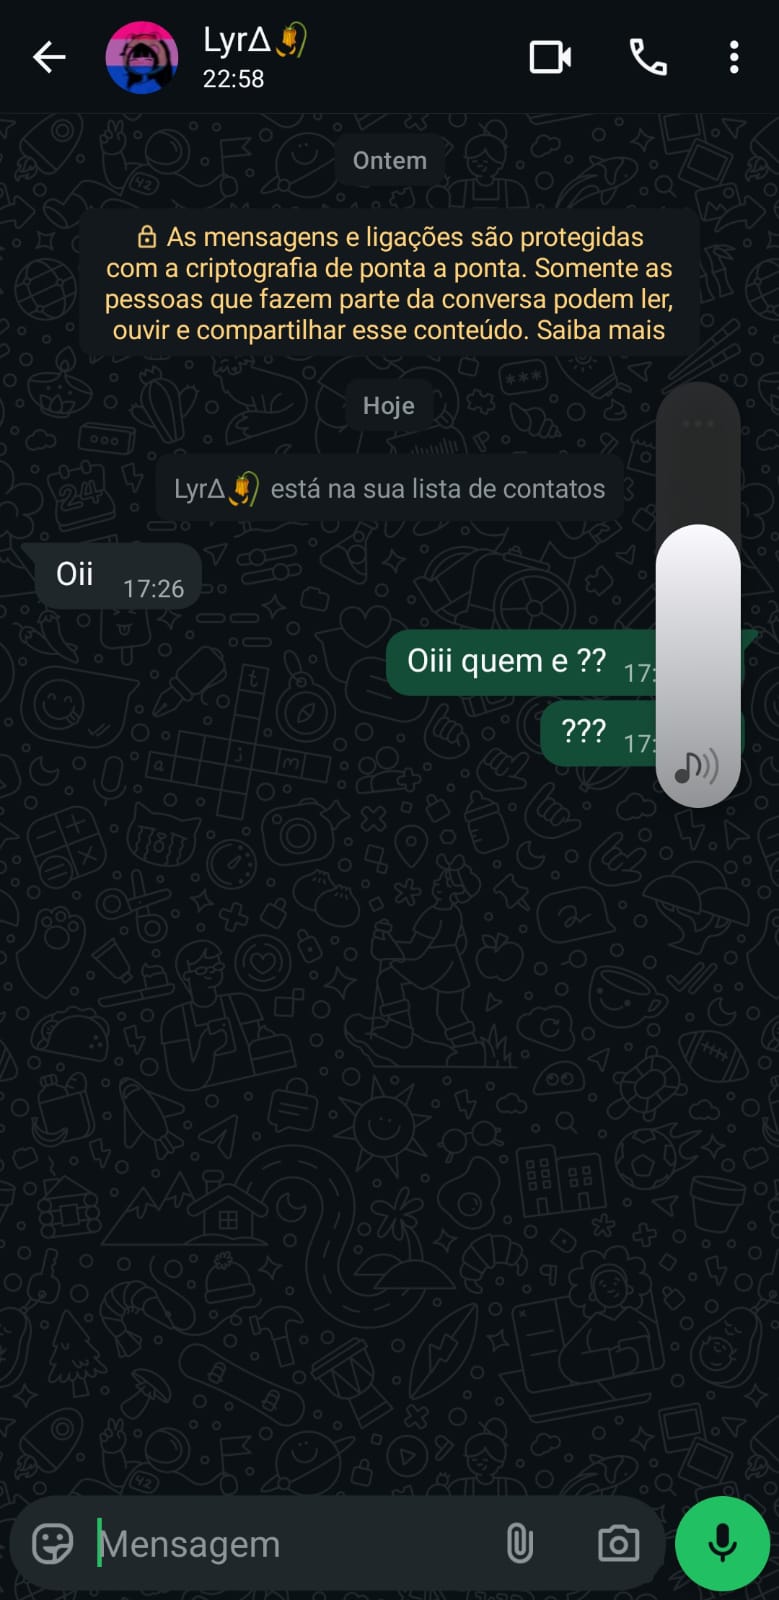 LyrΔ
22:58
Ontem
As mensagens e ligações são protegidas
com a criptografia de ponta a ponta. Somente as
pessoas que fazem parte da conversa podem ler,
ouvir e compartilhar esse conteúdo. Saiba mais
Hoje
LyrΔ está na sua lista de contatos
Oii 17:26
Oiii quem e ?? 17:
??? 17:
Mensagem